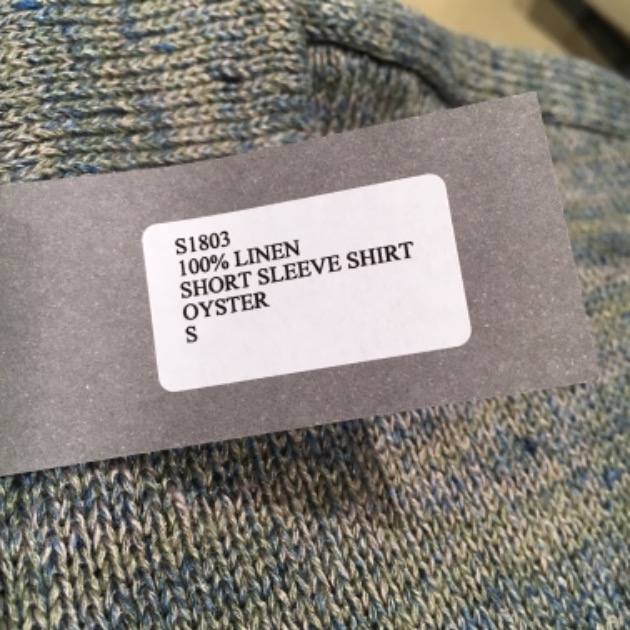 S1803
100% LINEN
SHORT SLEEVE SHIRT
OYSTER
S